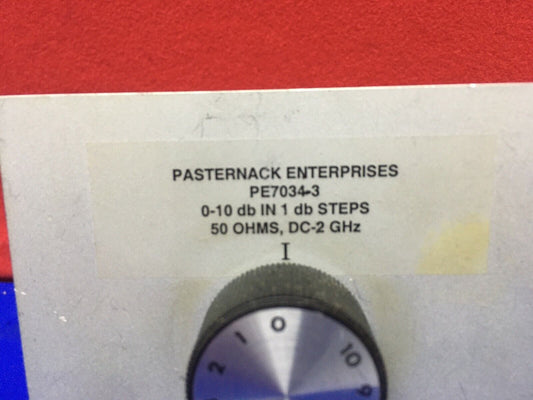 PASTERNACK ENTERPRISES
PE7034-3
0-10 db IN 1 db STEPS
50 OHMS, DC-2 GHz
I
0
1
10
2
9